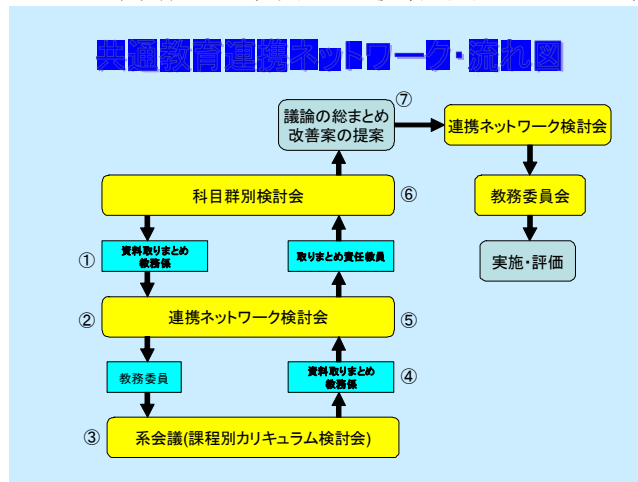 共通教育連携ネットワーク・流れ図
⑦
議論の総まとめ
改善案の提案
連携ネットワーク検討会
科目群別検討会
⑥
教務委員会
①
資料取りまとめ
教務係
取りまとめ責任教員
実施・評価
②
連携ネットワーク検討会
⑤
教務委員
資料取りまとめ
教務係
④
③
系会議(課程別カリキュラム検討会)